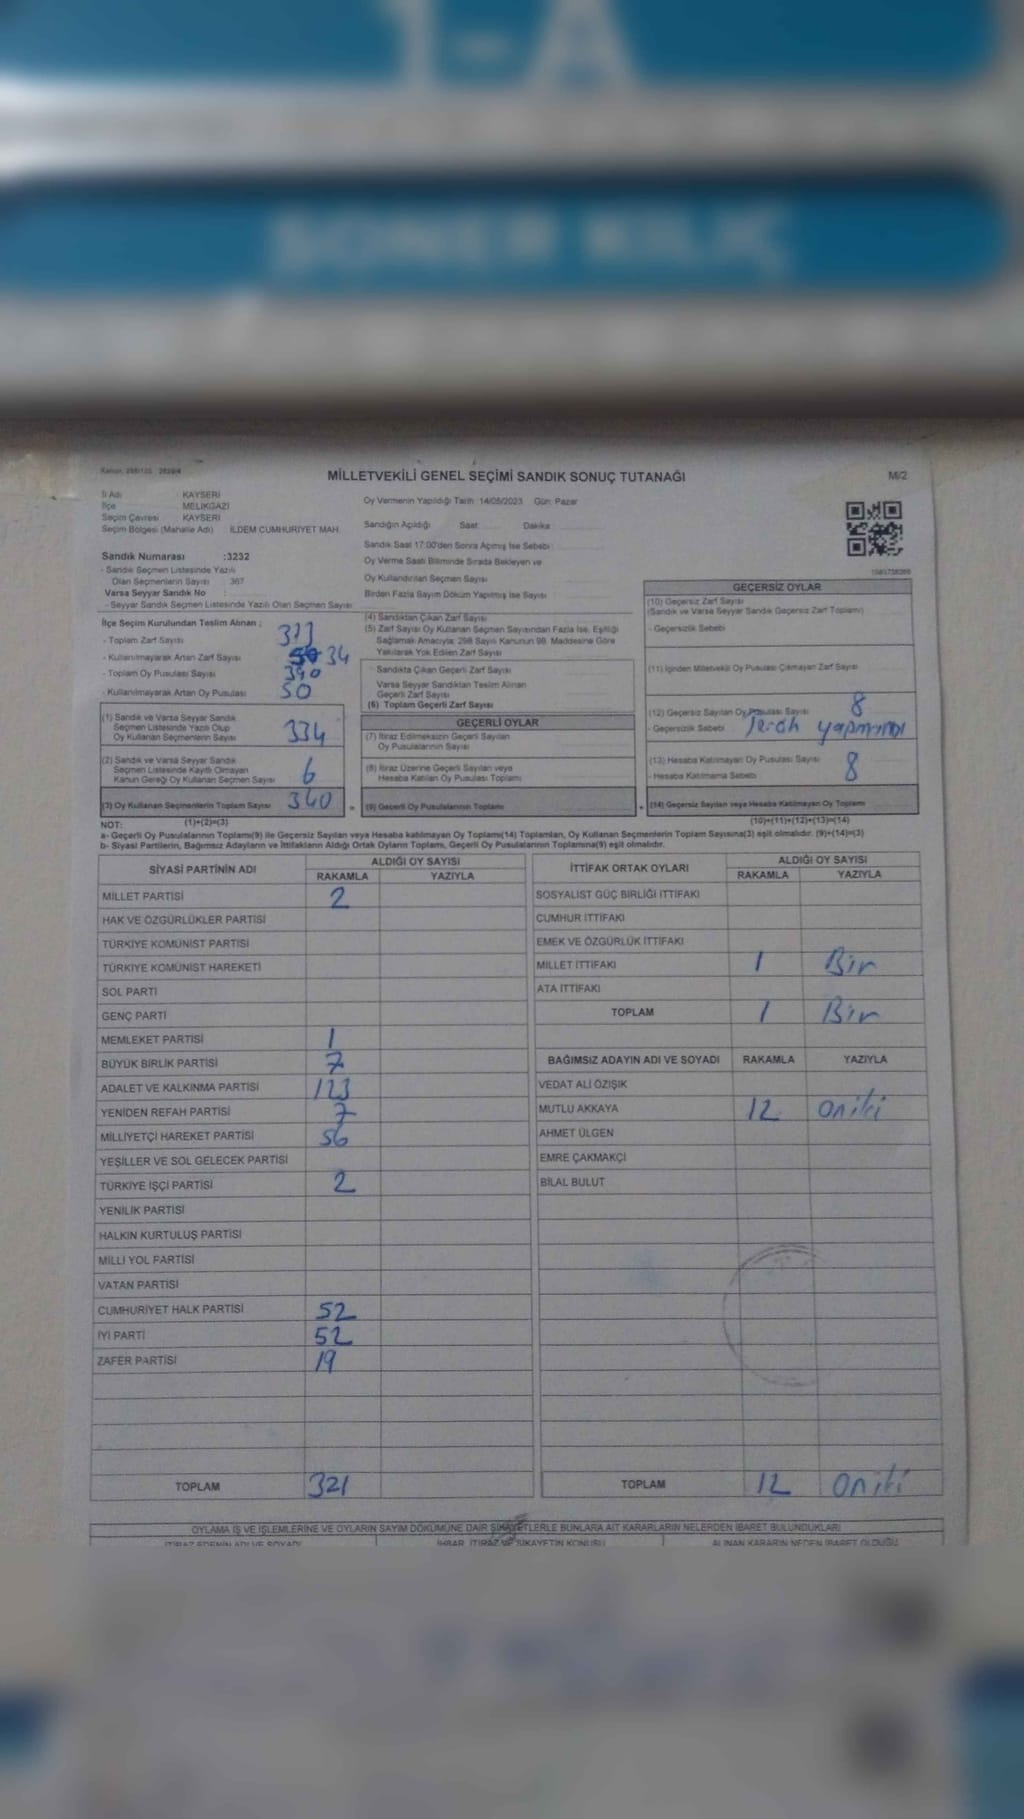 1-A
SONER KILIÇ
MİLLETVEKİLİ GENEL SEÇİMİ SANDIK SONUÇ TUTANAĞI
M/2
İl Adı KAYSERİ
İlçe MELİKGAZİ
Seçim Çevresi KAYSERİ
Seçim Bölgesi (Mahalle Adı) İLDEM CUMHURİYET MAH.
Sandık Numarası :3232
- Sandık Seçmen Listesinde Yazılı
Olan Seçmenlerin Sayısı : 367
Varsa Seyyar Sandık No :
- Seyyar Sandık Seçmen Listesinde Yazılı Olan Seçmen Sayısı
İlçe Seçim Kurulundan Teslim Alınan ;
- Toplam Zarf Sayısı
- Kullanılmayarak Artan Zarf Sayısı 34
- Toplam Oy Pusulası Sayısı 390
- Kullanılmayarak Artan Oy Pusulası 50
(1) Sandık ve Varsa Seyyar Sandık
Seçmen Listesinde Yazılı Olup
Oy Kullanan Seçmenlerin Sayısı 334
(2) Sandık ve Varsa Seyyar Sandık
Seçmen Listesinde Kayıtlı Olmayan
Kanun Gereği Oy Kullanan Seçmen Sayısı 6
(3) Oy Kullanan Seçmenlerin Toplam Sayısı 340
(1)+(2)=(3)
Oy Vermenin Yapıldığı Tarih: 14/05/2023 Gün: Pazar
Sandığın Açıldığı Saat: Dakika:
Sandık Saat 17:00'den Sonra Açılmış İse Sebebi :
Oy Verme Saati Bitiminde Sırada Bekleyen ve
Oy Kullandırılan Seçmen Sayısı
Birden Fazla Sayım Döküm Yapılmış İse Sayısı
(4) Sandıktan Çıkan Zarf Sayısı
(5) Zarf Sayısı Oy Kullanan Seçmen Sayısından Fazla İse, Eşitliği
Sağlamak Amacıyla; 298 Sayılı Kanunun 98. Maddesine Göre
Yakılarak Yok Edilen Zarf Sayısı
- Sandıkta Çıkan Geçerli Zarf Sayısı
Varsa Seyyar Sandıktan Teslim Alınan
Geçerli Zarf Sayısı
(6) Toplam Geçerli Zarf Sayısı
GEÇERLİ OYLAR
(7) İtiraz Edilmeksizin Geçerli Sayılan
Oy Pusulalarının Sayısı
(8) İtiraz Üzerine Geçerli Sayılan veya
Hesaba Katılan Oy Pusulası Toplamı
(9) Geçerli Oy Pusulalarının Toplamı
GEÇERSİZ OYLAR
(10) Geçersiz Zarf Sayısı
(Sandık ve Varsa Seyyar Sandık Geçersiz Zarf Toplamı)
- Geçersizlik Sebebi
(11) İçinden Milletvekili Oy Pusulası Çıkmayan Zarf Sayısı
(12) Geçersiz Sayılan Oy Pusulası Sayısı 8
- Geçersizlik Sebebi
(13) Hesaba Katılmayan Oy Pusulası Sayısı 8
- Hesaba Katılmama Sebebi
(14) Geçersiz Sayılan veya Hesaba Katılmayan Oy Toplamı
(10)+(11)+(12)+(13)=(14)
NOT:
a- Geçerli Oy Pusulalarının Toplamı(9) ile Geçersiz Sayılan veya Hesaba katılmayan Oy Toplamı(14) Toplamları, Oy Kullanan Seçmenlerin Toplam Sayısına(3) eşit olmalıdır. (9)+(14)=(3)
b- Siyasi Partilerin, Bağımsız Adayların ve İttifakların Aldığı Ortak Oyların Toplamı, Geçerli Oy Pusulalarının Toplamına(9) eşit olmalıdır.
SİYASİ PARTİNİN ADI ALDIĞI OY SAYISI
RAKAMLA YAZIYLA
MİLLET PARTİSİ 2
HAK VE ÖZGÜRLÜKLER PARTİSİ
TÜRKİYE KOMÜNİST PARTİSİ
TÜRKİYE KOMÜNİST HAREKETİ
SOL PARTİ
GENÇ PARTİ
MEMLEKET PARTİSİ 1
BÜYÜK BİRLİK PARTİSİ 7
ADALET VE KALKINMA PARTİSİ 123
YENİDEN REFAH PARTİSİ 7
MİLLİYETÇİ HAREKET PARTİSİ 56
YEŞİLLER VE SOL GELECEK PARTİSİ
TÜRKİYE İŞÇİ PARTİSİ 2
YENİLİK PARTİSİ
HALKIN KURTULUŞ PARTİSİ
MİLLİ YOL PARTİSİ
VATAN PARTİSİ
CUMHURİYET HALK PARTİSİ 52
İYİ PARTİ 52
ZAFER PARTİSİ 19
TOPLAM 321
İTTİFAK ORTAK OYLARI ALDIĞI OY SAYISI
RAKAMLA YAZIYLA
SOSYALİST GÜÇ BİRLİĞİ İTTİFAKI
CUMHUR İTTİFAKI
EMEK VE ÖZGÜRLÜK İTTİFAKI
MİLLET İTTİFAKI 1 Bir
ATA İTTİFAKI
TOPLAM 1 Bir
BAĞIMSIZ ADAYIN ADI VE SOYADI RAKAMLA YAZIYLA
VEDAT ALİ ÖZIŞIK
MUTLU AKKAYA 12 oniki
AHMET ÜLGEN
EMRE ÇAKMAKÇI
BİLAL BULUT
TOPLAM 12 oniki
OYLAMA İŞ VE İŞLEMLERİNE VE OYLARIN SAYIM DÖKÜMÜNE DAİR ŞİKAYETLERLE BUNLARA AİT KARARLARIN NELERDEN İBARET BULUNDUKLARI
İTİRAZ EDENİN ADI VE SOYADI İHBAR, İTİRAZ VE ŞİKAYETİN KONUSU ALINAN KARARIN NEDEN İBARET OLDUĞU